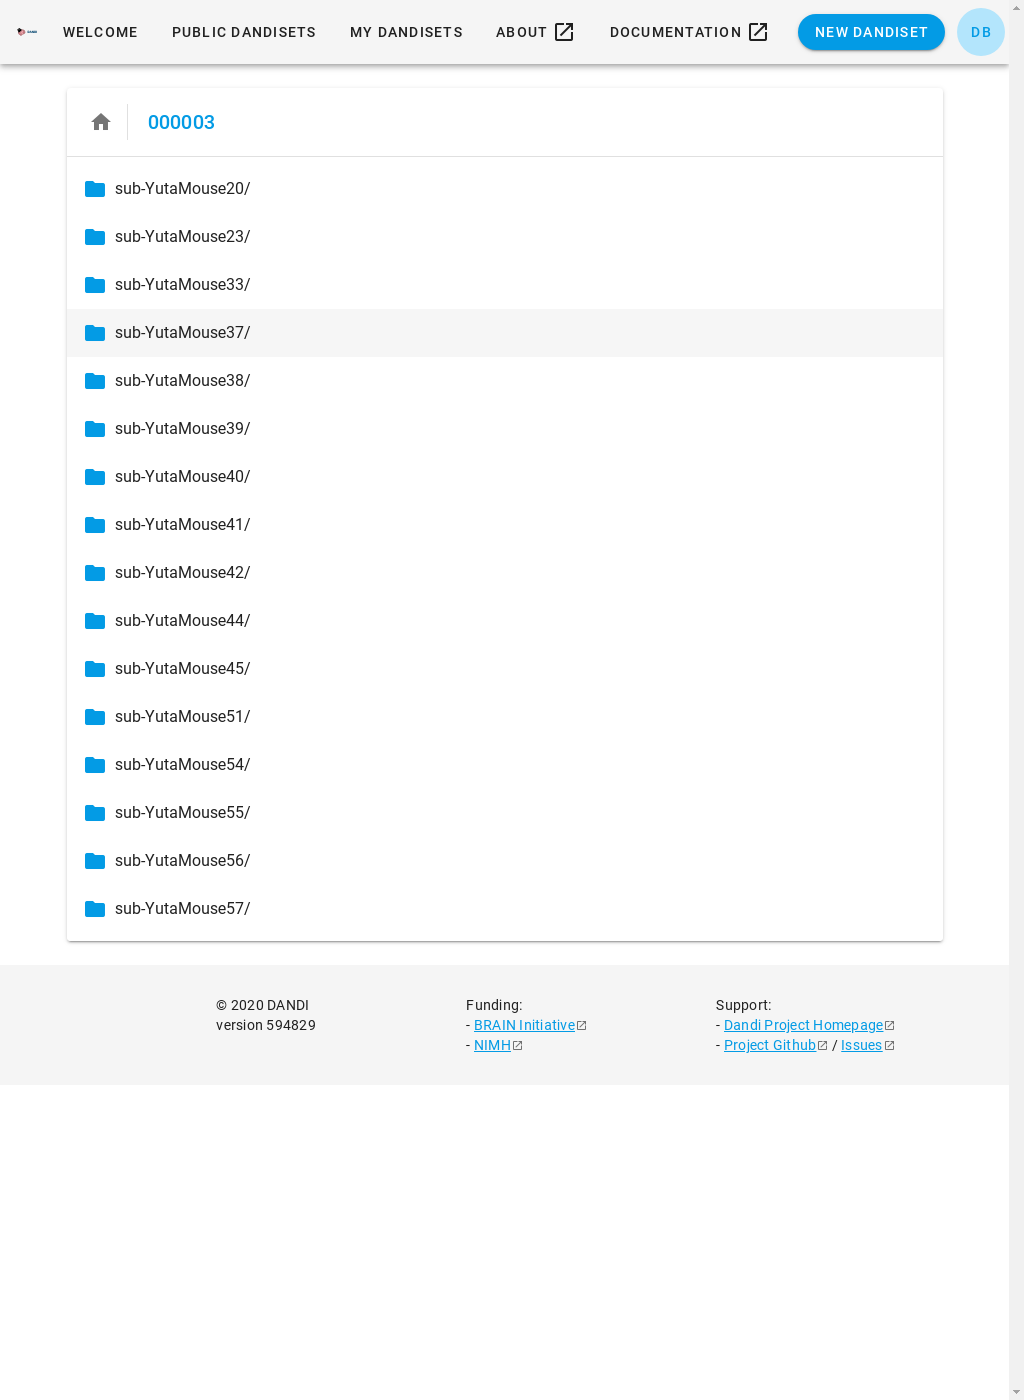 DANDI
WELCOME PUBLIC DANDISETS MY DANDISETS ABOUT DOCUMENTATION NEW DANDISET DB
000003
sub-YutaMouse20/
sub-YutaMouse23/
sub-YutaMouse33/
sub-YutaMouse37/
sub-YutaMouse38/
sub-YutaMouse39/
sub-YutaMouse40/
sub-YutaMouse41/
sub-YutaMouse42/
sub-YutaMouse44/
sub-YutaMouse45/
sub-YutaMouse51/
sub-YutaMouse54/
sub-YutaMouse55/
sub-YutaMouse56/
sub-YutaMouse57/
© 2020 DANDI
version 594829
Funding:
- BRAIN Initiative
- NIMH
Support:
- Dandi Project Homepage
- Project Github / Issues